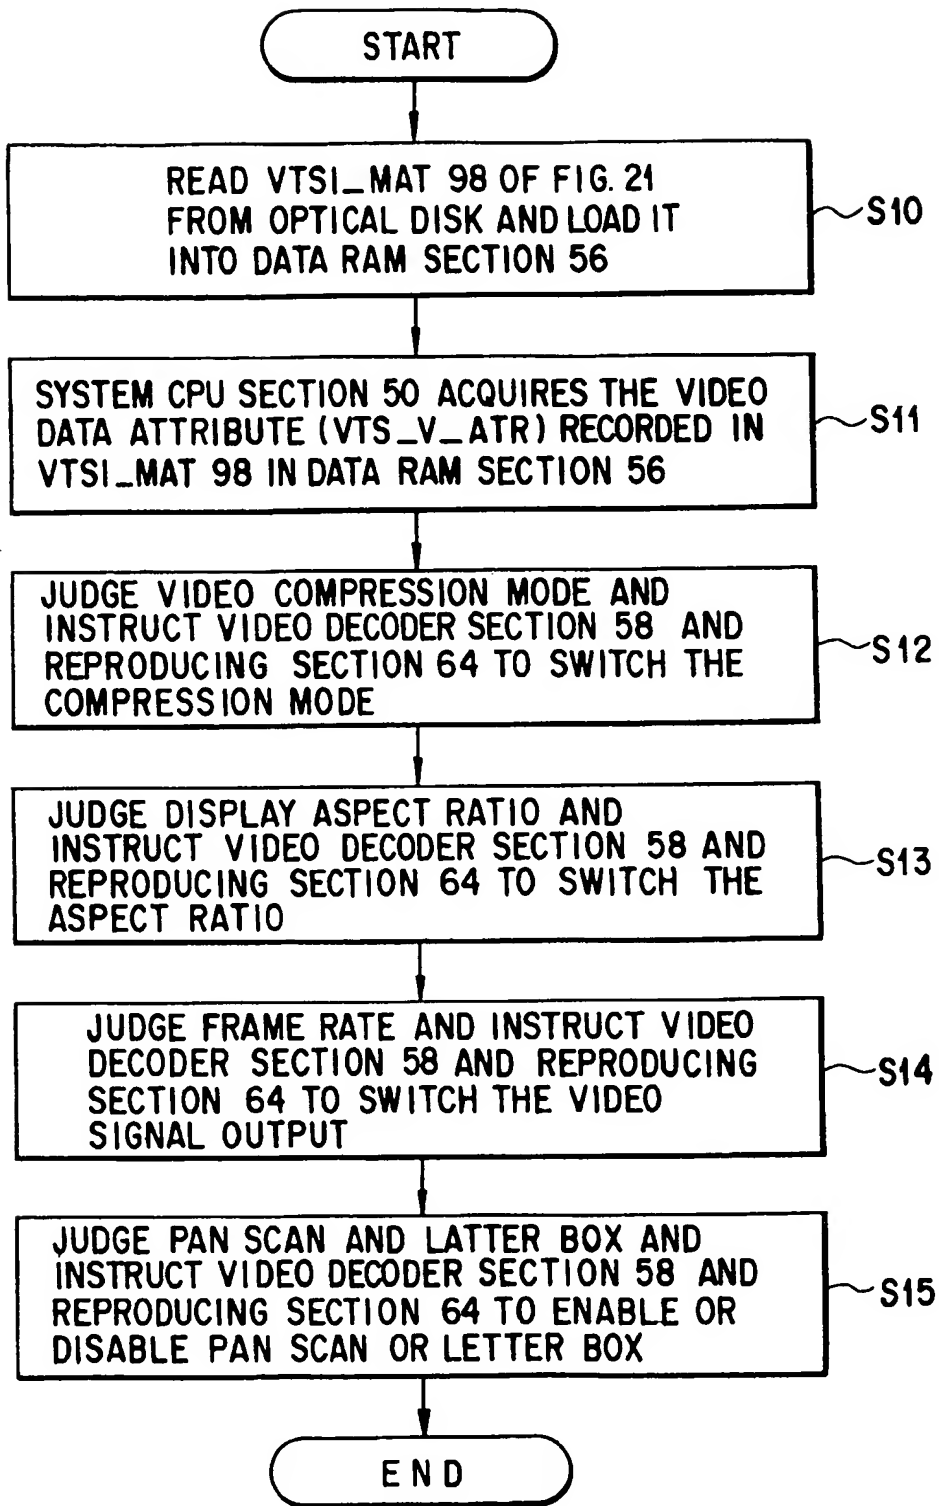 START
READ VTSI_MAT 98 OF FIG. 21
FROM OPTICAL DISK AND LOAD IT
INTO DATA RAM SECTION 56
S10
SYSTEM CPU SECTION 50 ACQUIRES THE VIDEO
DATA ATTRIBUTE (VTS_V_ATR) RECORDED IN
VTSI_MAT 98 IN DATA RAM SECTION 56
S11
JUDGE VIDEO COMPRESSION MODE AND
INSTRUCT VIDEO DECODER SECTION 58 AND
REPRODUCING SECTION 64 TO SWITCH THE
COMPRESSION MODE
S12
JUDGE DISPLAY ASPECT RATIO AND
INSTRUCT VIDEO DECODER SECTION 58 AND
REPRODUCING SECTION 64 TO SWITCH THE
ASPECT RATIO
S13
JUDGE FRAME RATE AND INSTRUCT VIDEO
DECODER SECTION 58 AND REPRODUCING
SECTION 64 TO SWITCH THE VIDEO
SIGNAL OUTPUT
S14
JUDGE PAN SCAN AND LATTER BOX AND
INSTRUCT VIDEO DECODER SECTION 58 AND
REPRODUCING SECTION 64 TO ENABLE OR
DISABLE PAN SCAN OR LETTER BOX
S15
END